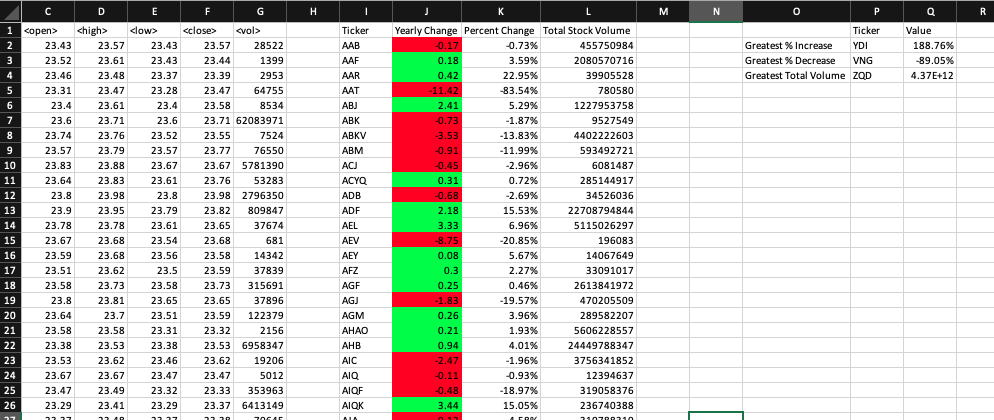 C D E F G H I J K L M N O P Q R
1 <open> <high> <low> <close> <vol> Ticker Yearly Change Percent Change Total Stock Volume Ticker Value
2 23.43 23.57 23.43 23.57 28522 AAB -0.17 -0.73% 455750984 Greatest % Increase YDI 188.76%
3 23.52 23.61 23.43 23.44 1399 AAF 0.18 3.59% 2080570716 Greatest % Decrease VNG -89.05%
4 23.46 23.48 23.37 23.39 2953 AAR 0.42 22.95% 39905528 Greatest Total Volume ZQD 4.37E+12
5 23.31 23.47 23.28 23.47 64755 AAT -11.42 -83.54% 780580
6 23.4 23.61 23.4 23.58 8534 ABJ 2.41 5.29% 1227953758
7 23.6 23.71 23.6 23.71 62083971 ABK -0.73 -1.87% 9527549
8 23.74 23.76 23.52 23.55 7524 ABKV -3.53 -13.83% 4402222603
9 23.57 23.79 23.57 23.77 76550 ABM -0.91 -11.99% 593492721
10 23.83 23.88 23.67 23.67 5781390 ACJ -0.45 -2.96% 6081487
11 23.64 23.83 23.61 23.76 53283 ACYQ 0.31 0.72% 285144917
12 23.8 23.98 23.8 23.98 2796350 ADB -0.68 -2.69% 34526036
13 23.9 23.95 23.79 23.82 809847 ADF 2.18 15.53% 22708794844
14 23.78 23.78 23.61 23.65 37674 AEL 3.33 6.96% 5115026297
15 23.67 23.68 23.54 23.68 681 AEV -8.75 -20.85% 196083
16 23.59 23.68 23.56 23.58 14342 AEY 0.08 5.67% 14067649
17 23.51 23.62 23.5 23.59 37839 AFZ 0.3 2.27% 33091017
18 23.58 23.73 23.58 23.73 315691 AGF 0.25 0.46% 2613841972
19 23.8 23.81 23.65 23.65 37896 AGJ -1.83 -19.57% 470205509
20 23.64 23.7 23.51 23.59 122379 AGM 0.26 3.96% 289582207
21 23.58 23.58 23.31 23.32 2156 AHAO 0.21 1.93% 5606228557
22 23.38 23.53 23.38 23.53 6958347 AHB 0.94 4.01% 24449788347
23 23.53 23.62 23.46 23.62 19206 AIC -2.47 -1.96% 3756341852
24 23.67 23.67 23.47 23.47 5012 AIQ -0.11 -0.93% 12394637
25 23.47 23.49 23.32 23.33 353963 AIQF -0.48 -18.97% 319058376
26 23.29 23.41 23.29 23.37 6413149 AIQK 3.44 15.05% 236740388